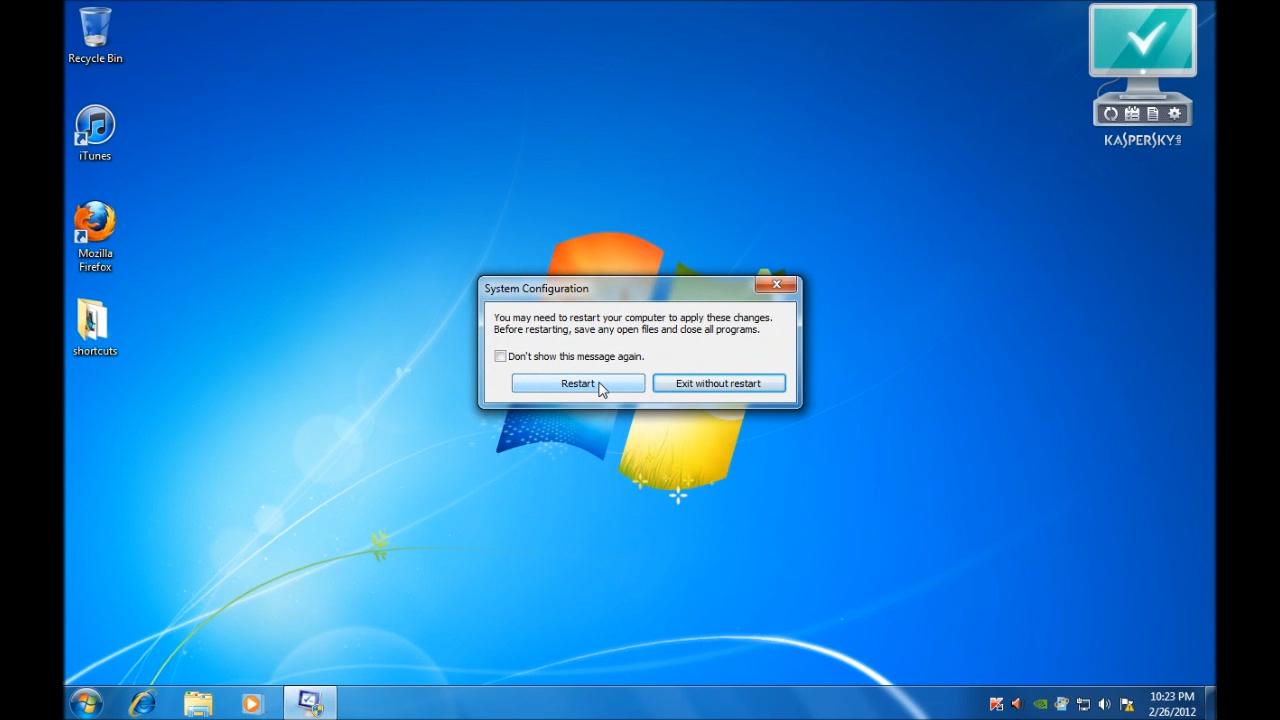 Recycle Bin
iTunes
Mozilla
Firefox
shortcuts
KASPERSKY lab
System Configuration
You may need to restart your computer to apply these changes.
Before restarting, save any open files and close all programs.
Don't show this message again.
Restart
Exit without restart
10:23 PM
2/26/2012